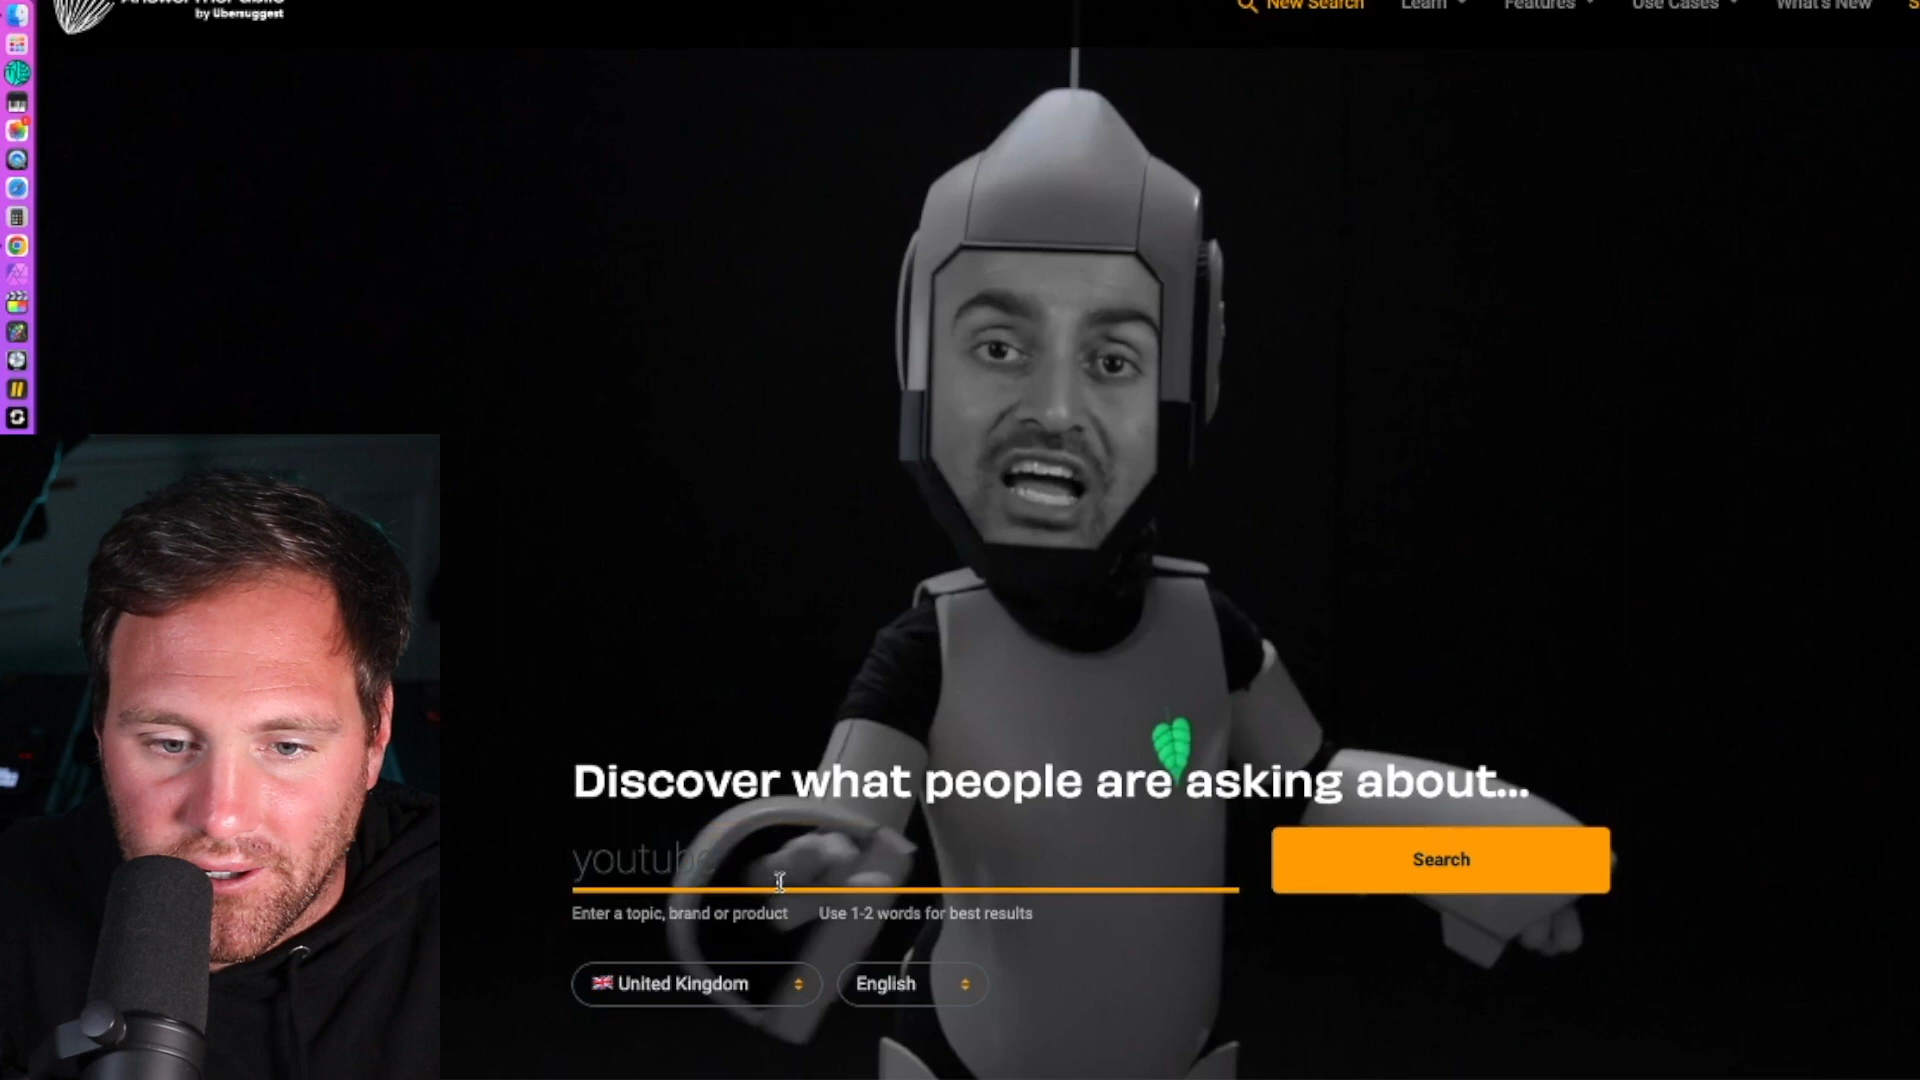 by Ubersuggest
New Search
Learn
Features
Use Cases
What's New
Discover what people are asking about...
youtube
Search
Enter a topic, brand or product
Use 1-2 words for best results
United Kingdom
English